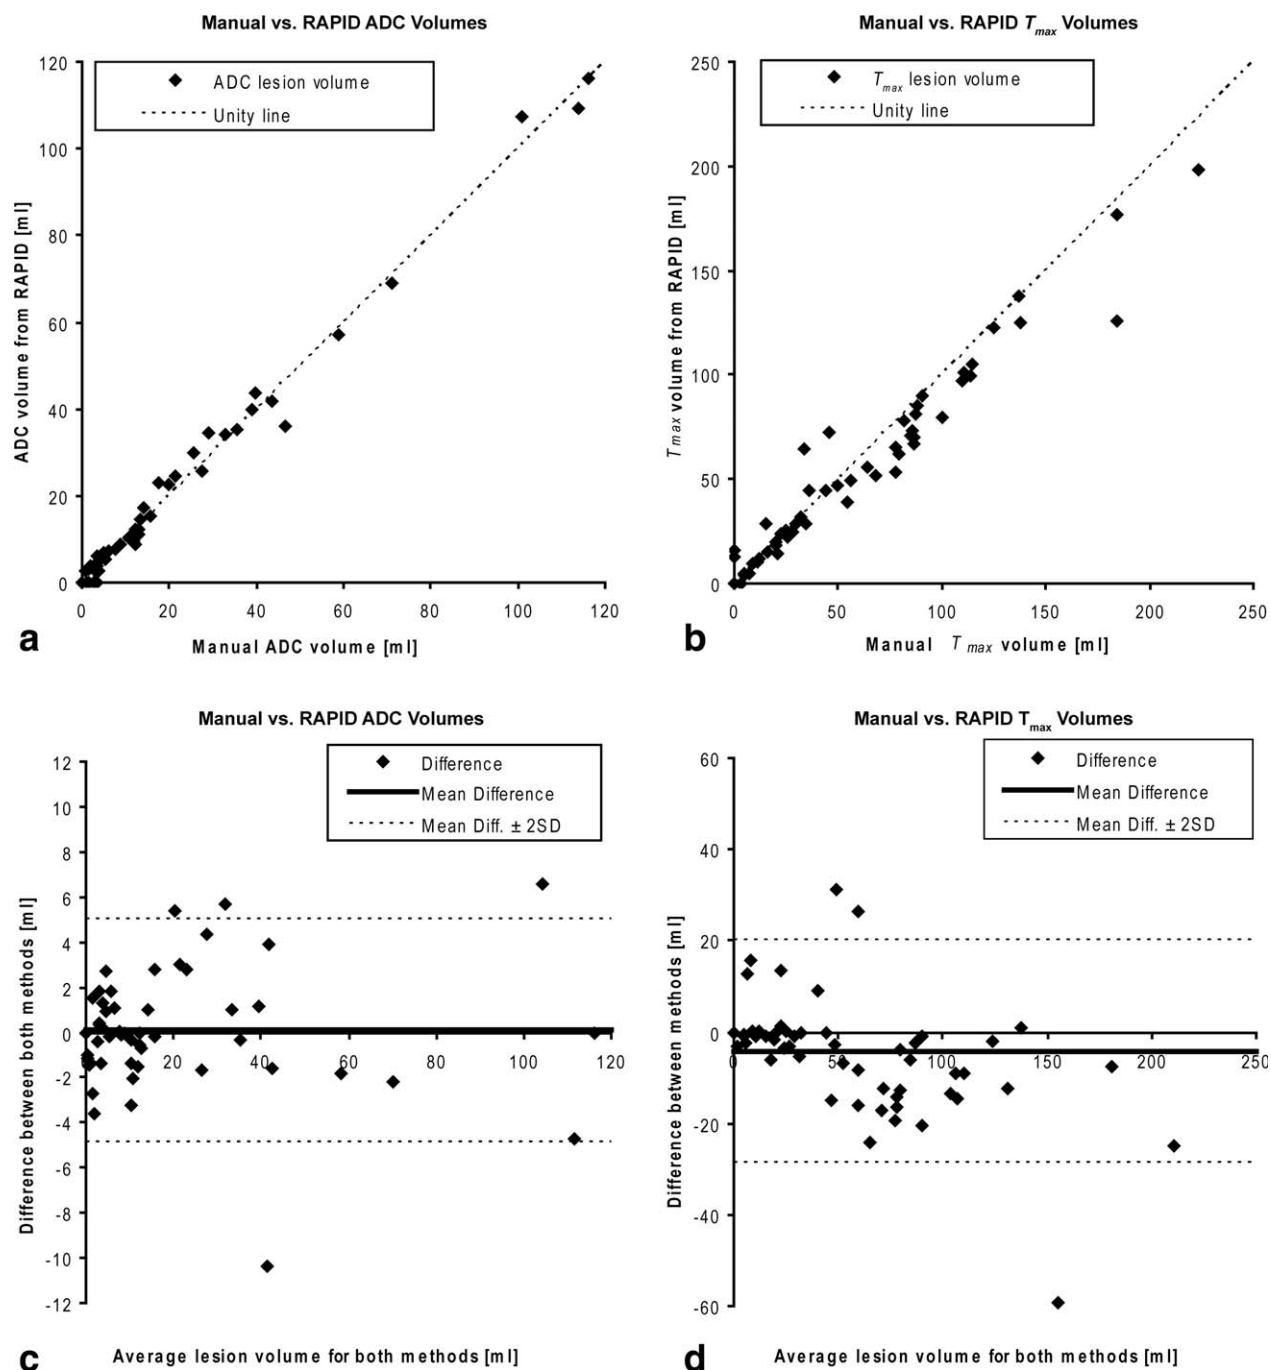 Manual vs. RAPID ADC Volumes
ADC lesion volume
Unity line
120
100
80
60
40
20
0
ADC volume from RAPID [ml]
0 20 40 60 80 100 120
Manual ADC volume [ml]
a
Manual vs. RAPID Tmax Volumes
Tmax lesion volume
Unity line
250
200
150
100
50
0
Tmax volume from RAPID [ml]
0 50 100 150 200 250
Manual Tmax volume [ml]
b
Manual vs. RAPID ADC Volumes
Difference
Mean Difference
Mean Diff. ± 2SD
12
10
8
6
4
2
0
-2
-4
-6
-8
-10
-12
Difference between both methods [ml]
0 20 40 60 80 100 120
Average lesion volume for both methods [ml]
c
Manual vs. RAPID Tmax Volumes
Difference
Mean Difference
Mean Diff. ± 2SD
60
40
20
0
-20
-40
-60
Difference between methods [ml]
0 50 100 150 200 250
Average lesion volume for both methods [ml]
d